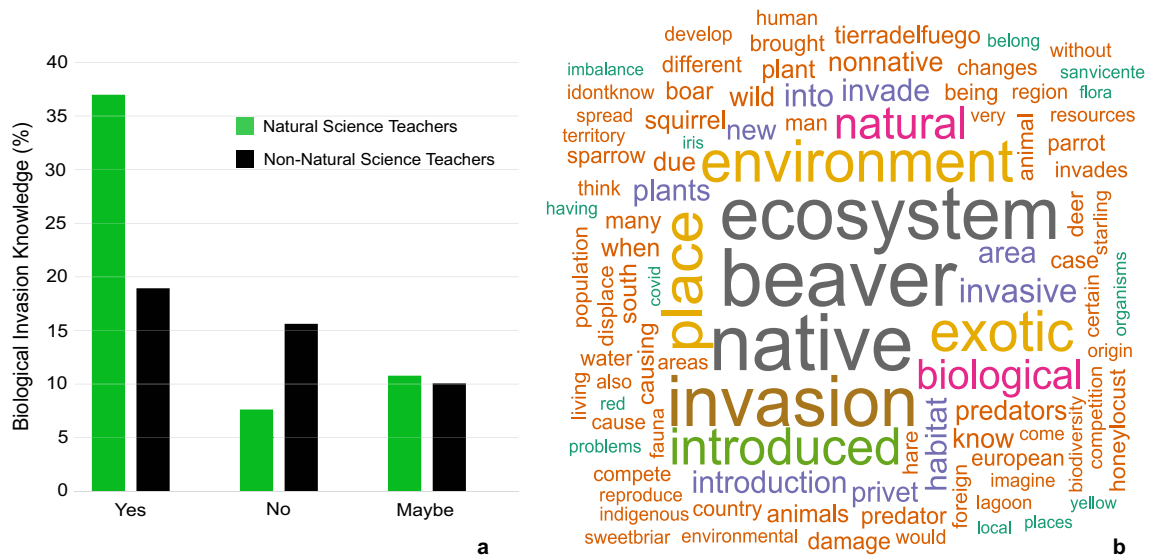 40
35
30
25
20
15
10
5
0
Biological Invasion Knowledge (%)
Natural Science Teachers
Non-Natural Science Teachers
Yes
No
Maybe
a
human
develop
brought
tierradelfuego
belong
without
imbalance
different
plant
nonnative
changes
sanvicente
idontknow
boar
wild
into
invade
being
region
flora
spread
squirrel
new
man
natural
very
resources
territory
iris
animal
parrot
sparrow
due
environment
invades
think
plants
having
many
place
ecosystem
deer
starling
when
area
case
population
displace
south
covid
beaver
invasive
certain
organisms
native
exotic
water
areas
origin
living
also
causing
biological
red
invasion
predators
cause
fauna
habitat
biodiversity
competition
honeylocust
problems
introduced
hare
know
come
european
compete
introduction
privet
foreign
imagine
reproduce
lagoon
yellow
indigenous
country
animals
predator
local
places
sweetbriar
environmental
damage
would
b